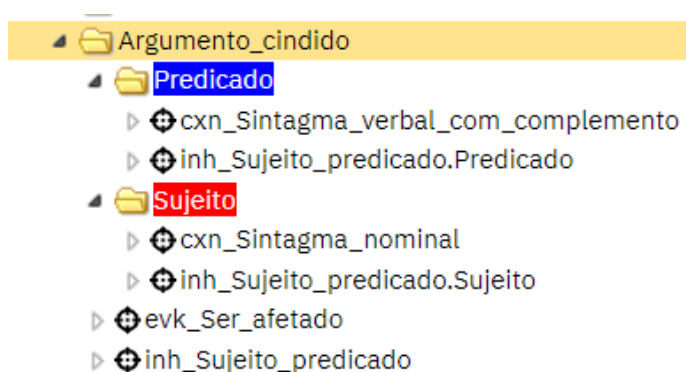 Argumento_cindido
Predicado
cxn_Sintagma_verbal_com_complemento
inh_Sujeito_predicado.Predicado
Sujeito
cxn_Sintagma_nominal
inh_Sujeito_predicado.Sujeito
evk_Ser_afetado
inh_Sujeito_predicado